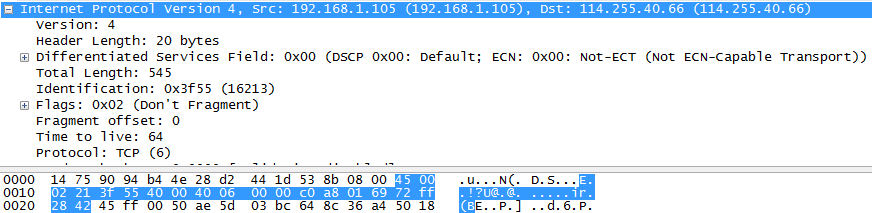 Internet Protocol Version 4, Src: 192.168.1.105 (192.168.1.105), Dst: 114.255.40.66 (114.255.40.66)
Version: 4
Header Length: 20 bytes
Differentiated Services Field: 0x00 (DSCP 0x00: Default; ECN: 0x00: Not-ECT (Not ECN-Capable Transport))
Total Length: 545
Identification: 0x3f55 (16213)
Flags: 0x02 (Don't Fragment)
Fragment offset: 0
Time to live: 64
Protocol: TCP (6)
0000 14 75 90 94 b4 4e 28 d2 44 1d 53 8b 08 00 45 00 .u...N(. D.S...E.
0010 02 21 3f 55 40 00 40 06 00 00 c0 a8 01 69 72 ff .!?U@.@. .....ir.
0020 28 42 45 ff 00 50 ae 5d 03 bc 64 8c 36 a4 50 18 (BE..P.] ..d.6.P.